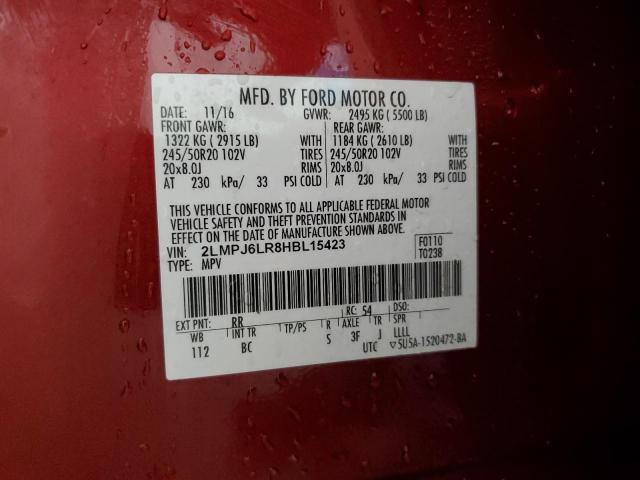 MFD. BY FORD MOTOR CO.
DATE: 11/16 GVWR: 2495 KG ( 5500 LB)
FRONT GAWR: REAR GAWR:
1322 KG ( 2915 LB) WITH 1184 KG ( 2610 LB) WITH
245/50R20 102V TIRES 245/50R20 102V TIRES
20x8.0J RIMS 20x8.0J RIMS
AT 230 kPa/ 33 PSI COLD AT 230 kPa/ 33 PSI COLD
THIS VEHICLE CONFORMS TO ALL APPLICABLE FEDERAL MOTOR
VEHICLE SAFETY AND THEFT PREVENTION STANDARDS IN
EFFECT ON THE DATE OF MANUFACTURE SHOWN ABOVE.
VIN: 2LMPJ6LR8HBL15423 F0110
TYPE: MPV T0238
EXT PNT: RR RC: 54 DSO:
WB INT TR TP/PS R AXLE TR SPR
112 BC S 3F J LLLL
UTC ▽5U5A-1520472-BA